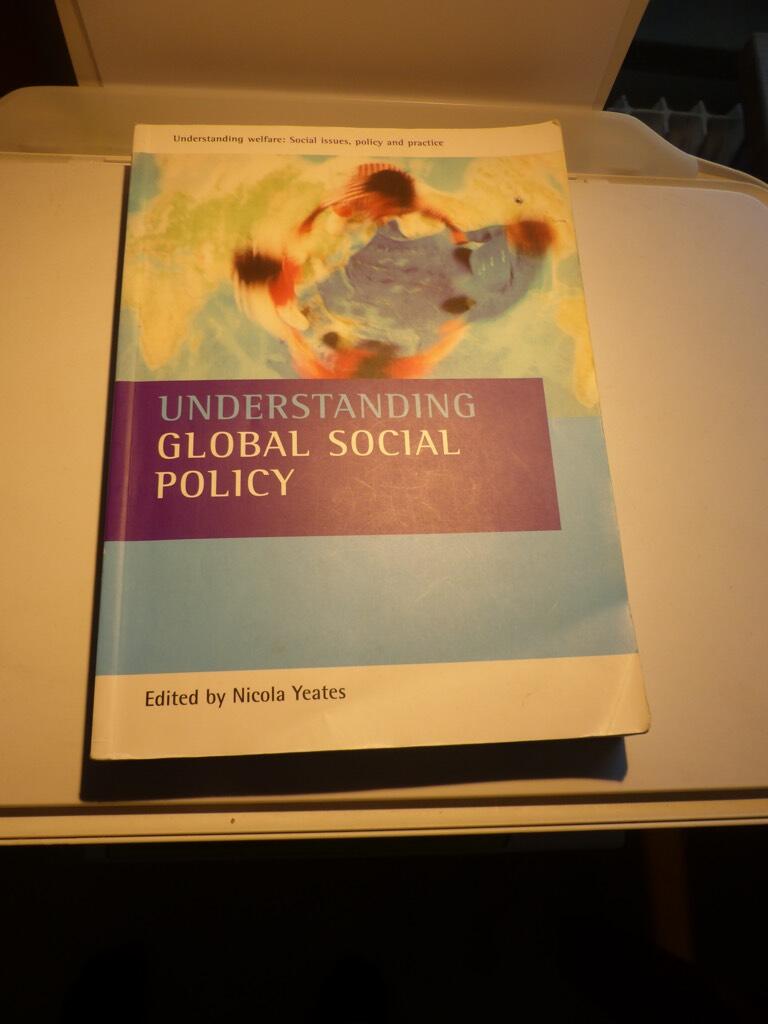 Understanding welfare: Social issues, policy and practice
UNDERSTANDING
GLOBAL SOCIAL
POLICY
Edited by Nicola Yeates